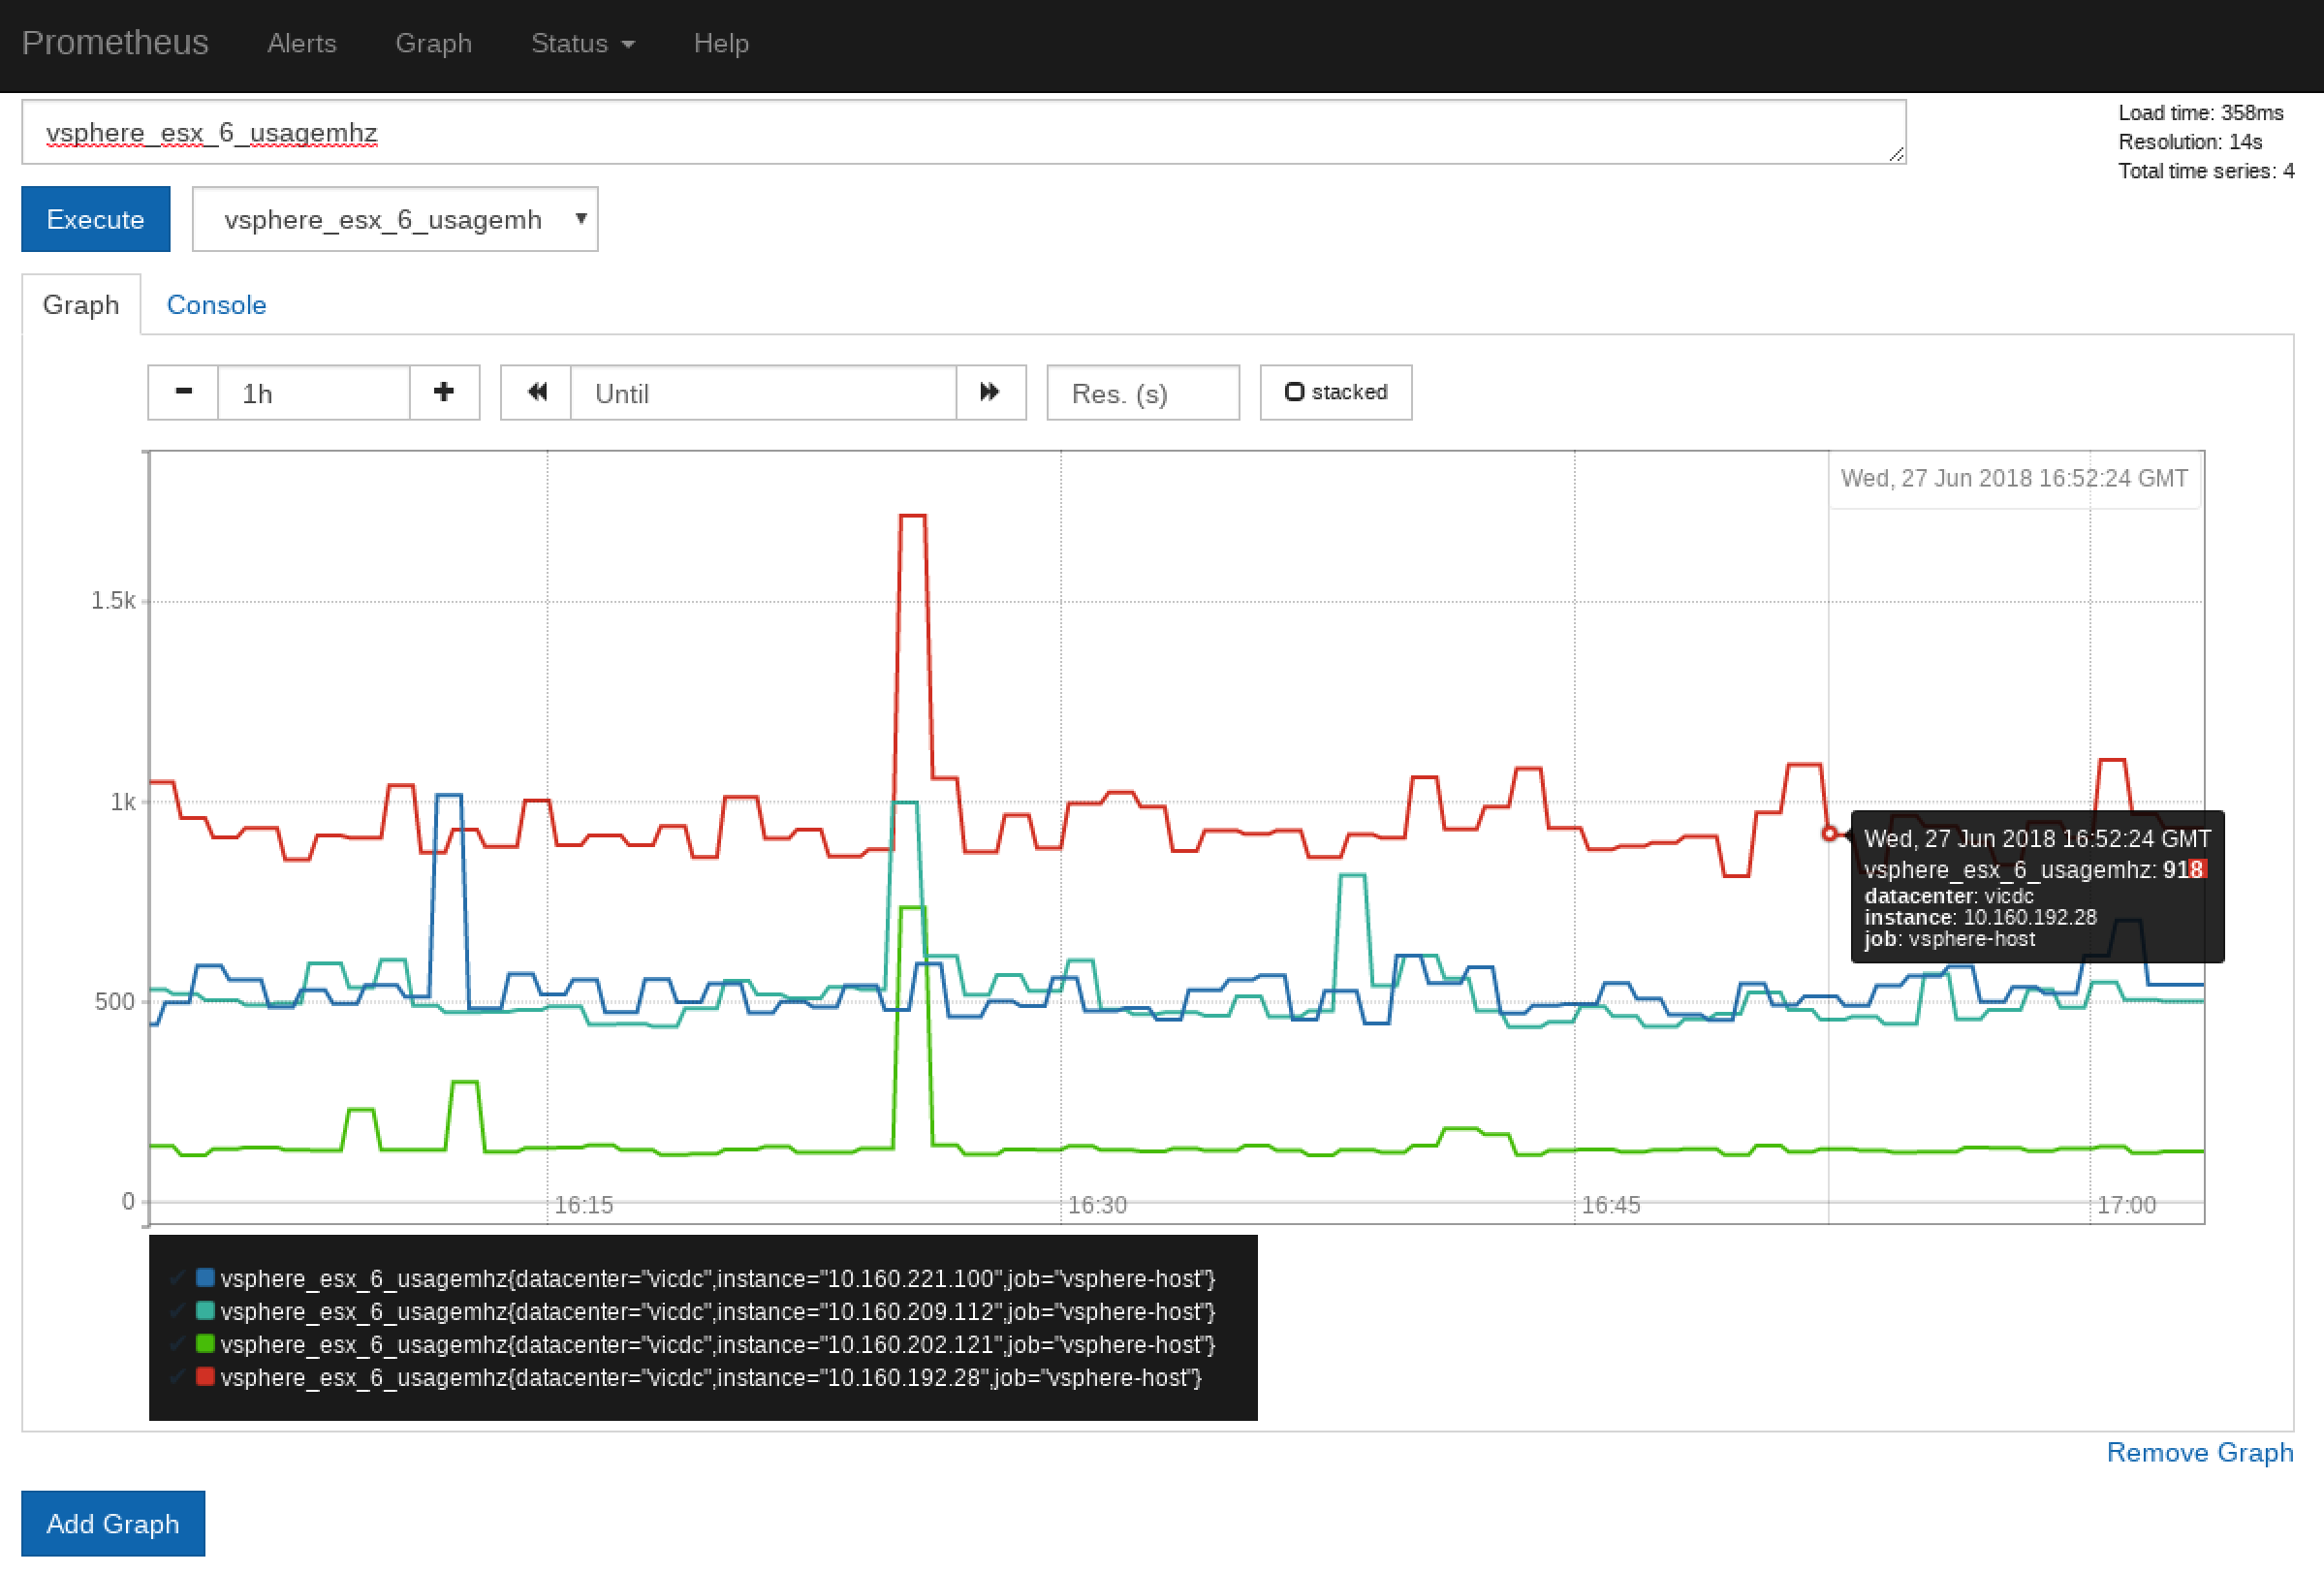 Prometheus Alerts Graph Status Help
vsphere_esx_6_usagemhz
Load time: 358ms
Resolution: 14s
Total time series: 4
Execute vsphere_esx_6_usagemh
Graph Console
1h Until Res. (s) stacked
Wed, 27 Jun 2018 16:52:24 GMT
1.5k
1k
500
0
Wed, 27 Jun 2018 16:52:24 GMT
vsphere_esx_6_usagemhz: 918
datacenter: vicdc
instance: 10.160.192.28
job: vsphere-host
16:15 16:30 16:45 17:00
vsphere_esx_6_usagemhz{datacenter="vicdc",instance="10.160.221.100",job="vsphere-host"}
vsphere_esx_6_usagemhz{datacenter="vicdc",instance="10.160.209.112",job="vsphere-host"}
vsphere_esx_6_usagemhz{datacenter="vicdc",instance="10.160.202.121",job="vsphere-host"}
vsphere_esx_6_usagemhz{datacenter="vicdc",instance="10.160.192.28",job="vsphere-host"}
Remove Graph
Add Graph